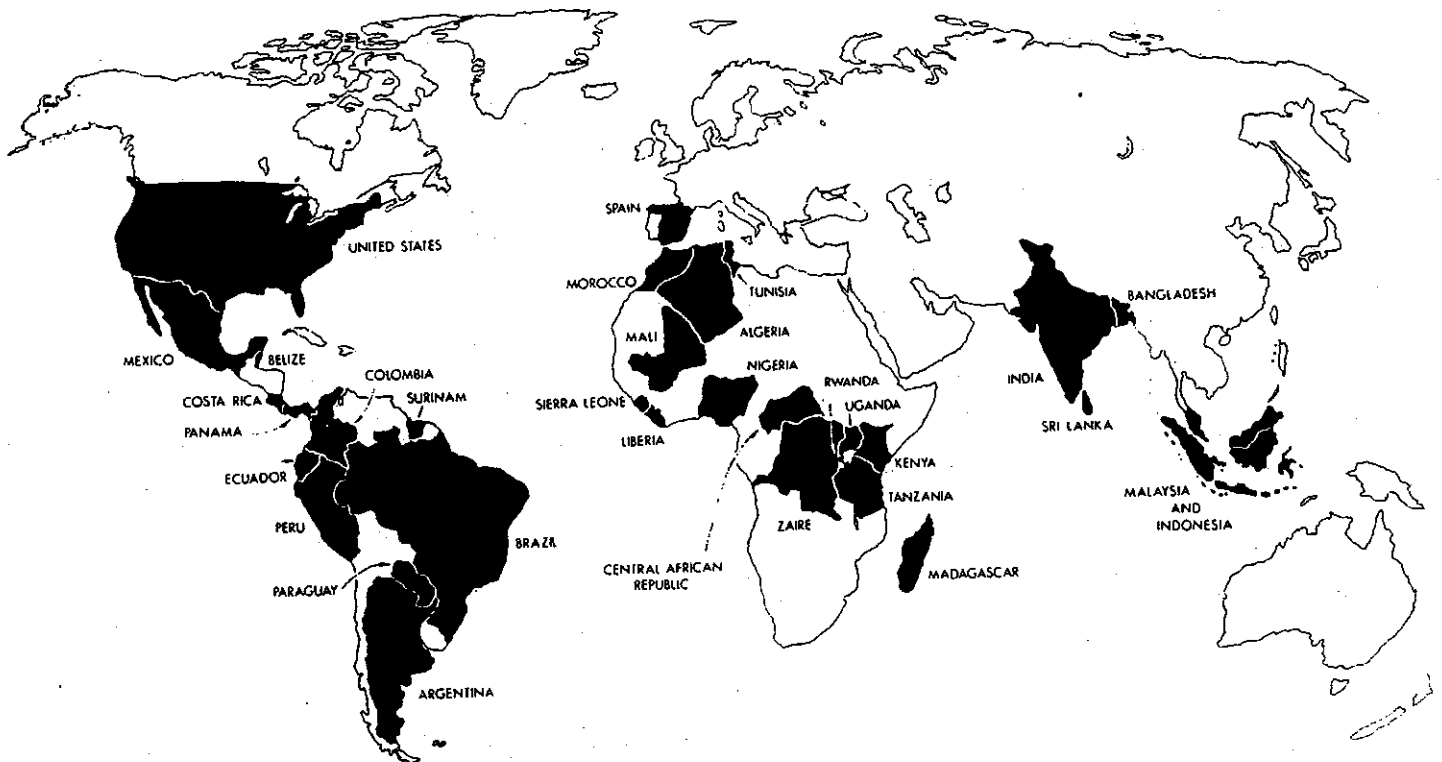 SPAIN
UNITED STATES
MOROCCO
TUNISIA
BANGLADESH
MALI
ALGERIA
MEXICO
BELIZE
COLOMBIA
NIGERIA
INDIA
RWANDA
COSTA RICA
SURINAM
SIERRA LEONE
UGANDA
PANAMA
LIBERIA
SRI LANKA
ECUADOR
KENYA
TANZANIA
MALAYSIA
AND
INDONESIA
PERU
ZAIRE
BRAZIL
CENTRAL AFRICAN
REPUBLIC
MADAGASCAR
PARAGUAY
ARGENTINA